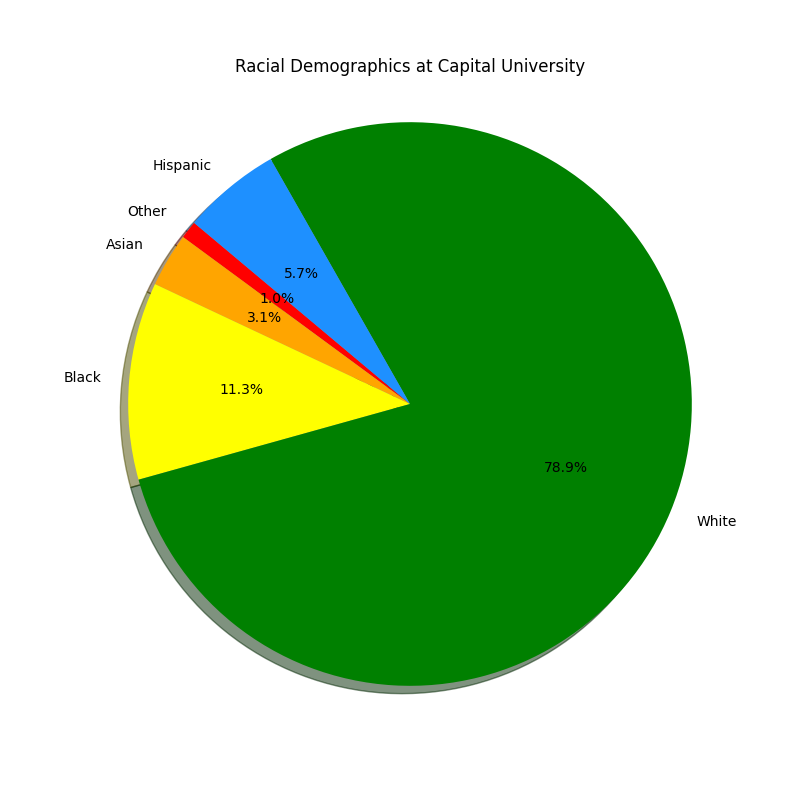 Racial Demographics at Capital University
Hispanic
Other
Asian
Black
White
5.7%
1.0%
3.1%
11.3%
78.9%